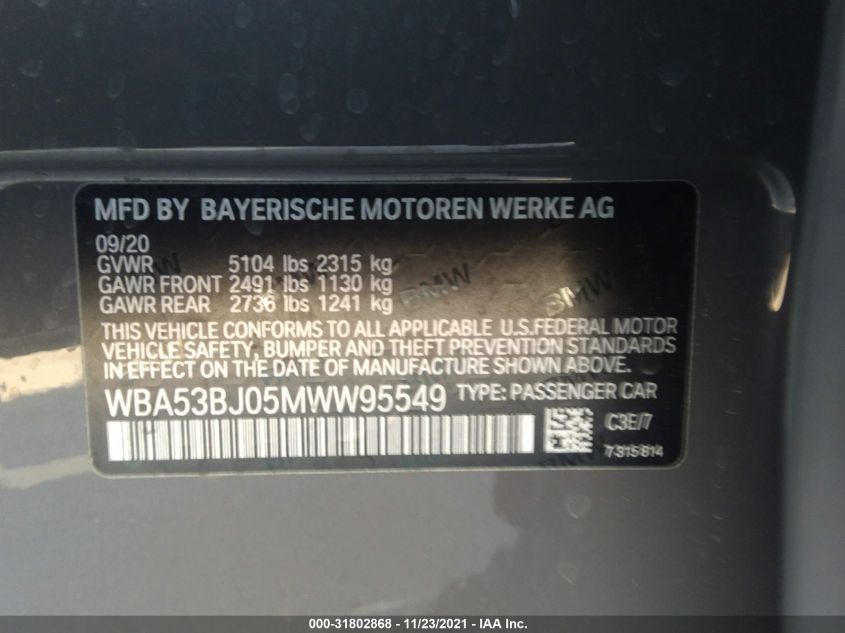 MFD BY BAYERISCHE MOTOREN WERKE AG
09/20
GVWR 5104 lbs 2315 kg
GAWR FRONT 2491 lbs 1130 kg
GAWR REAR 2736 lbs 1241 kg
BMW BMW
THIS VEHICLE CONFORMS TO ALL APPLICABLE U.S.FEDERAL MOTOR
VEHICLE SAFETY, BUMPER AND THEFT PREVENTION STANDARDS
IN EFFECT ON THE DATE OF MANUFACTURE SHOWN ABOVE.
WBA53BJ05MWW95549 TYPE: PASSENGER CAR
C3E/7
7315614
000-31802868 - 11/23/2021 - IAA Inc.